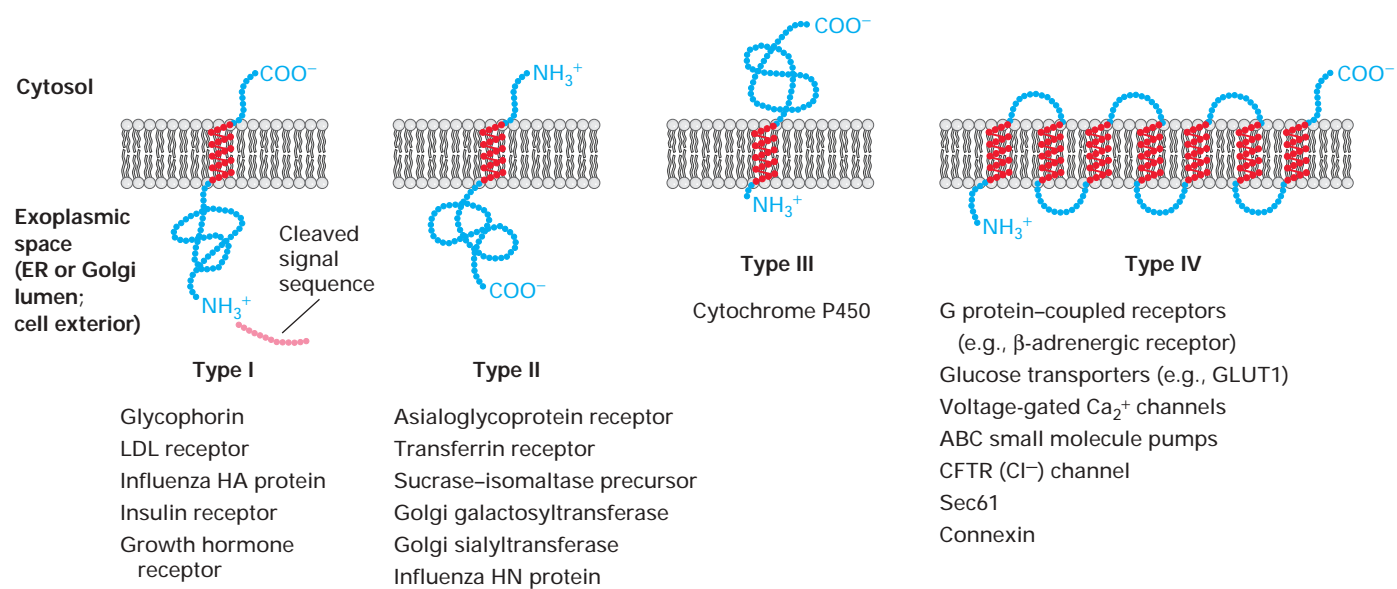 Cytosol
Exoplasmic
space
(ER or Golgi
lumen;
cell exterior)
COO⁻
NH₃⁺
Cleaved
signal
sequence
Type I
Glycophorin
LDL receptor
Influenza HA protein
Insulin receptor
Growth hormone
receptor
NH₃⁺
COO⁻
Type II
Asialoglycoprotein receptor
Transferrin receptor
Sucrase–isomaltase precursor
Golgi galactosyltransferase
Golgi sialyltransferase
Influenza HN protein
COO⁻
NH₃⁺
Type III
Cytochrome P450
COO⁻
NH₃⁺
Type IV
G protein–coupled receptors
(e.g., β-adrenergic receptor)
Glucose transporters (e.g., GLUT1)
Voltage-gated Ca₂⁺ channels
ABC small molecule pumps
CFTR (Cl⁻) channel
Sec61
Connexin